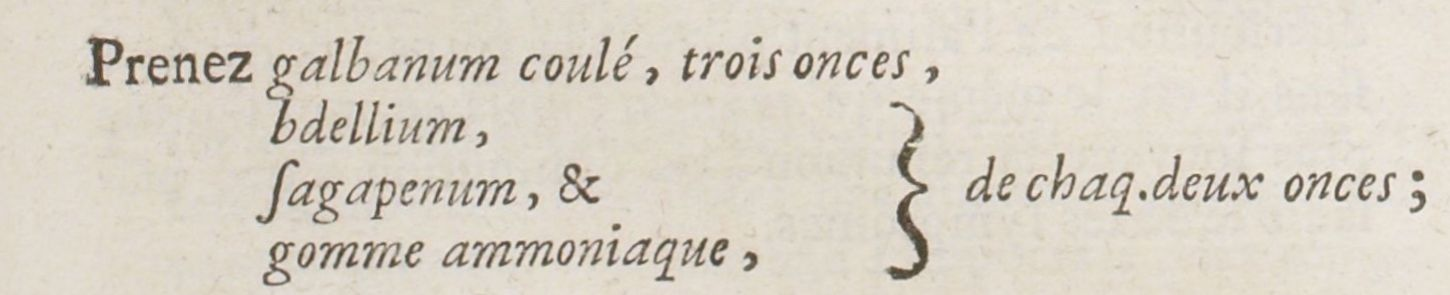 Prenez galbanum coulé, trois onces,
bdellium,
ſagapenum, &
gomme ammoniaque,
} de chaq. deux onces;